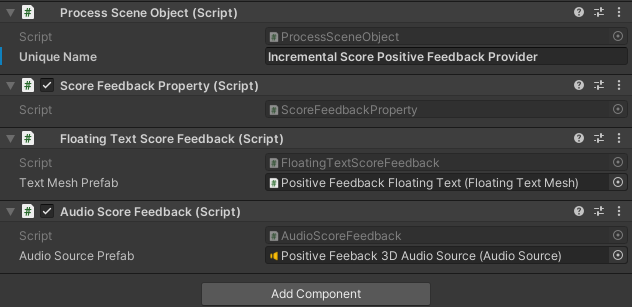 Process Scene Object (Script)
Script ProcessSceneObject
Unique Name Incremental Score Positive Feedback Provider
Score Feedback Property (Script)
Script ScoreFeedbackProperty
Floating Text Score Feedback (Script)
Script FloatingTextScoreFeedback
Text Mesh Prefab Positive Feedback Floating Text (Floating Text Mesh)
Audio Score Feedback (Script)
Script AudioScoreFeedback
Audio Source Prefab Positive Feeback 3D Audio Source (Audio Source)
Add Component